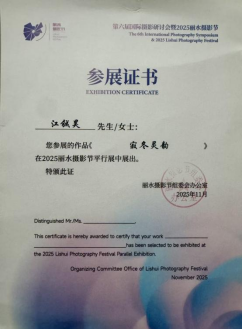 第六届国际摄影研讨会暨2025丽水摄影节
The 6th International Photography Symposium
& 2025 Lishui Photography Festival
参展证书
EXHIBITION CERTIFICATE
先生/女士:
您参展的作品《寂冬灵韵》
在2025丽水摄影节平行展中展出。
特颁此证
丽水摄影节组委会办公室
2025年11月
Distinguished Mr./Ms.
This certificate is hereby awarded to certify that your work
has been selected to be exhibited at
the 2025 Lishui Photography Festival Parallel Exhibition.
Organizing Committee Office of Lishui Photography Festival
November 2025